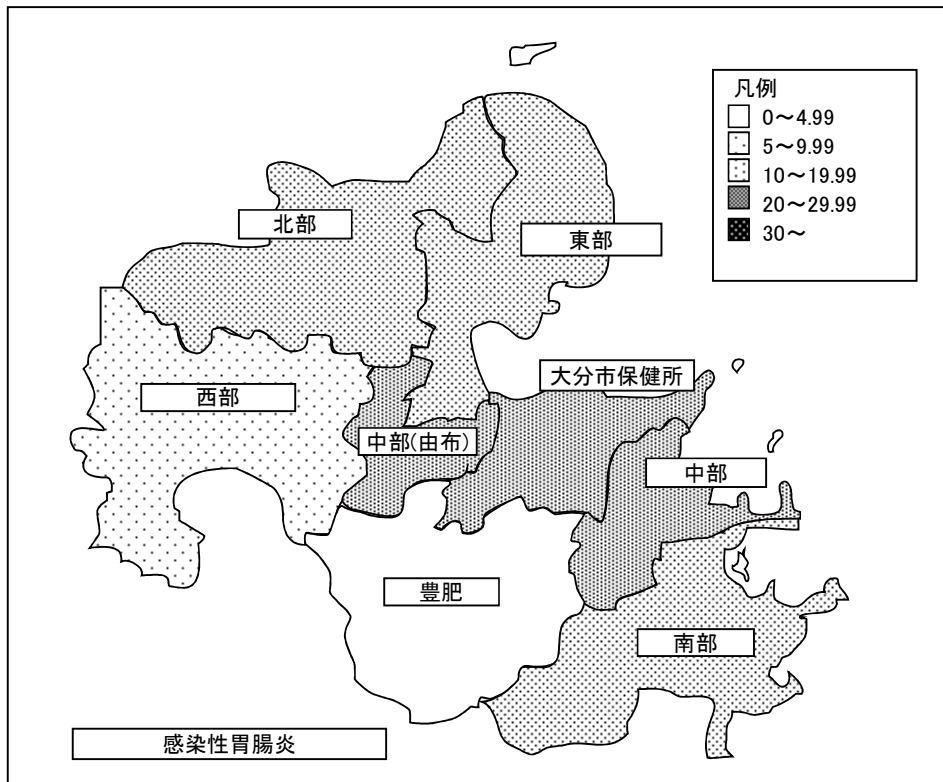 凡例
0～4.99
5～9.99
10～19.99
20～29.99
30～
北部
東部
大分市保健所
西部
中部(由布)
中部
豊肥
南部
感染性胃腸炎